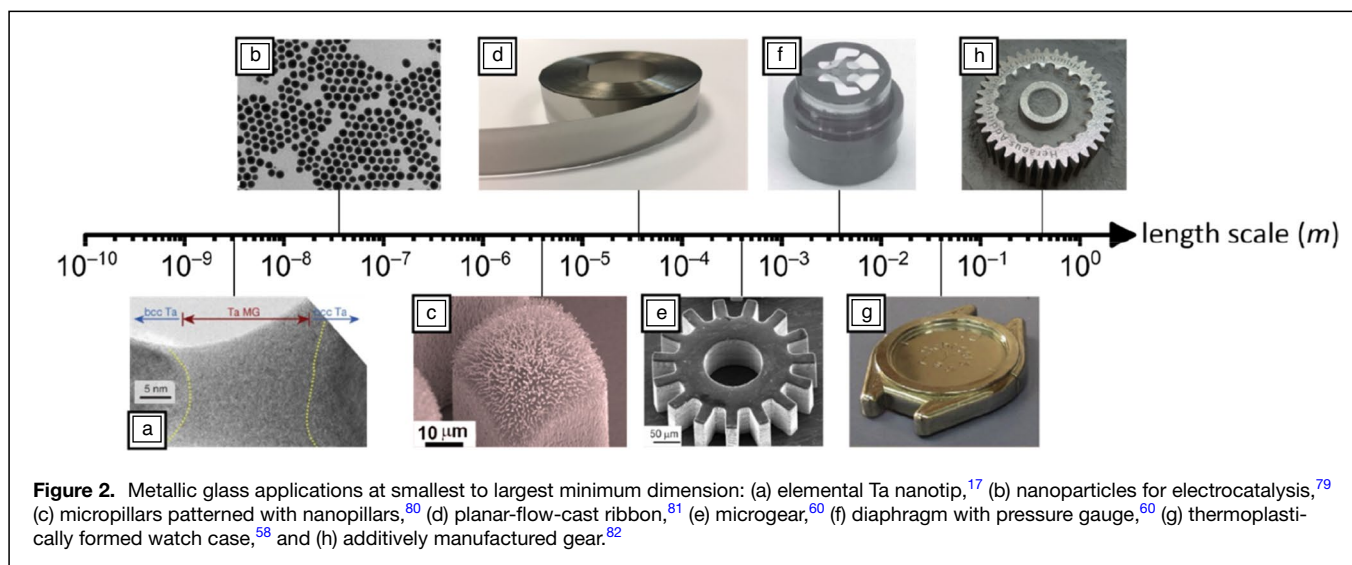 b
d
f
h
10⁻¹⁰ 10⁻⁹ 10⁻⁸ 10⁻⁷ 10⁻⁶ 10⁻⁵ 10⁻⁴ 10⁻³ 10⁻² 10⁻¹ 10⁰
length scale (m)
bcc Ta Ta MG bcc Ta
5 nm
a
c
10 μm
e
50 μm
g
Figure 2. Metallic glass applications at smallest to largest minimum dimension: (a) elemental Ta nanotip,¹⁷ (b) nanoparticles for electrocatalysis,⁷⁹
(c) micropillars patterned with nanopillars,⁸⁰ (d) planar-flow-cast ribbon,⁸¹ (e) microgear,⁶⁰ (f) diaphragm with pressure gauge,⁶⁰ (g) thermoplasti-
cally formed watch case,⁵⁸ and (h) additively manufactured gear.⁸²